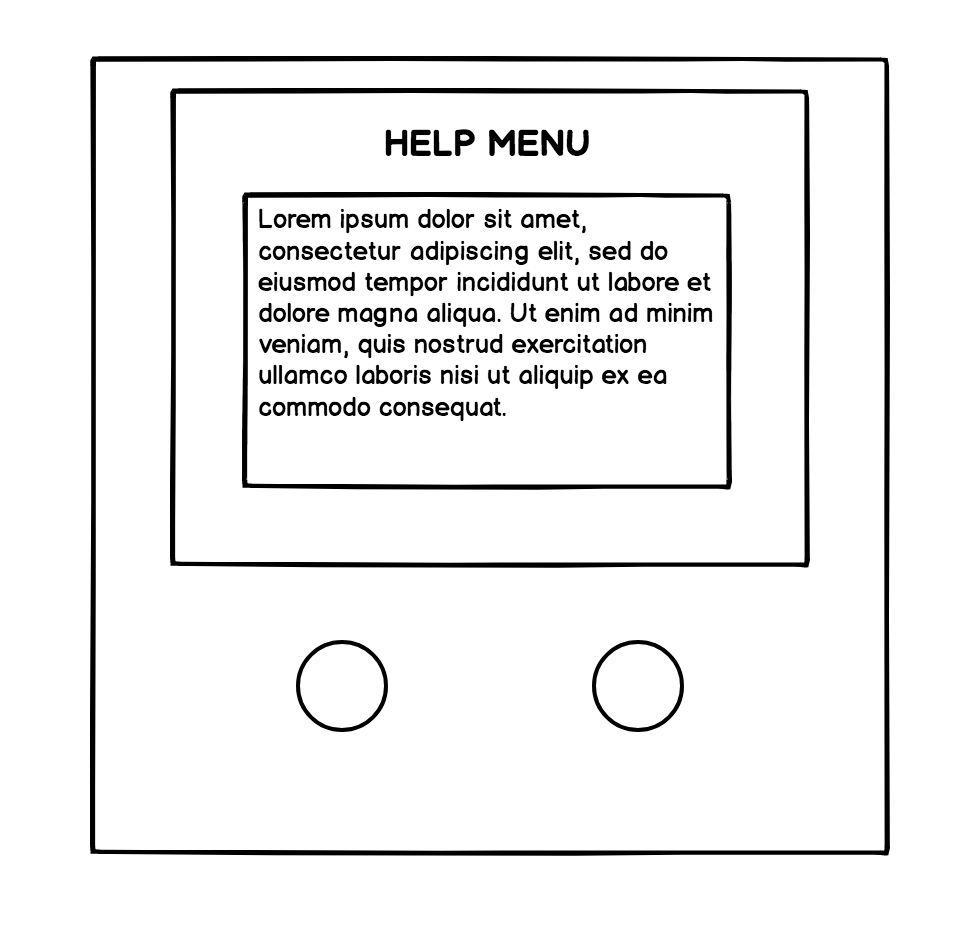 HELP MENU
Lorem ipsum dolor sit amet,
consectetur adipiscing elit, sed do
eiusmod tempor incididunt ut labore et
dolore magna aliqua. Ut enim ad minim
veniam, quis nostrud exercitation
ullamco laboris nisi ut aliquip ex ea
commodo consequat.